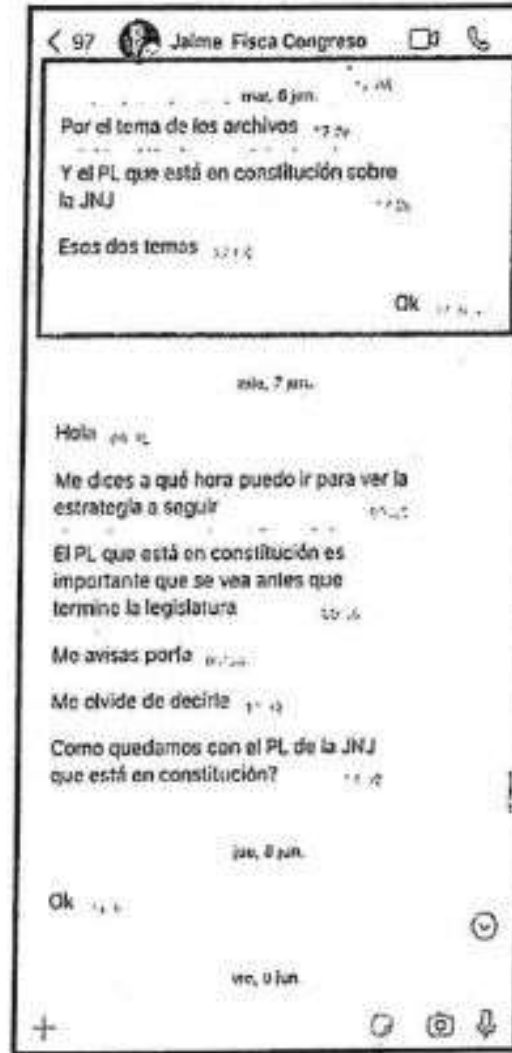 97 Jaime Fisca Congreso
mar, 6 jun.
Por el tema de los archivos
Y el PL que está en constitución sobre
la JNJ
Esos dos temas
Ok
mié, 7 jun.
Hola
Me dices a qué hora puedo ir para ver la
estrategia a seguir
El PL que está en constitución es
importante que se vea antes que
termine la legislatura
Me avisas porfa
Me olvide de decirle
Como quedamos con el PL de la JNJ
que está en constitución?
jue, 8 jun.
Ok
vie, 9 jun